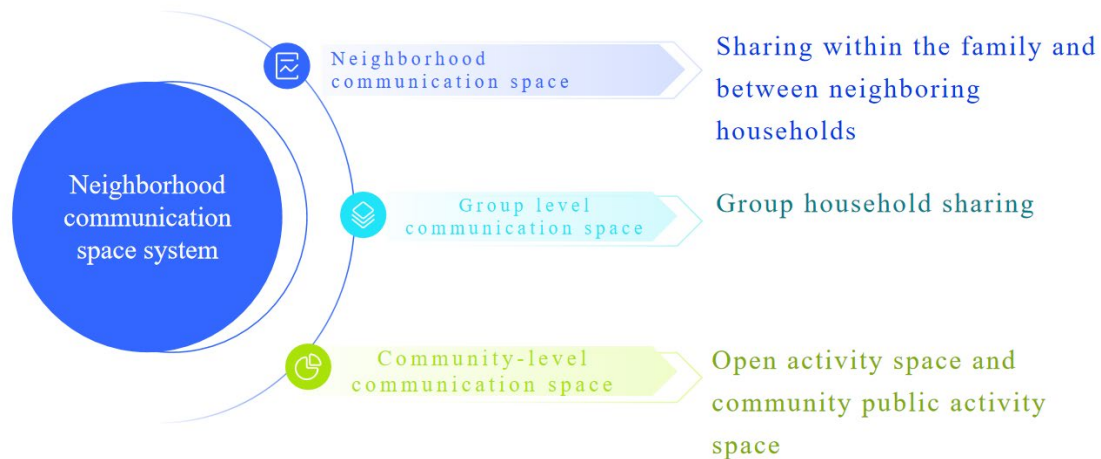 Neighborhood
communication
space system
Neighborhood
communication space
Sharing within the family and
between neighboring
households
Group level
communication space
Group household sharing
Community-level
communication space
Open activity space and
community public activity
space